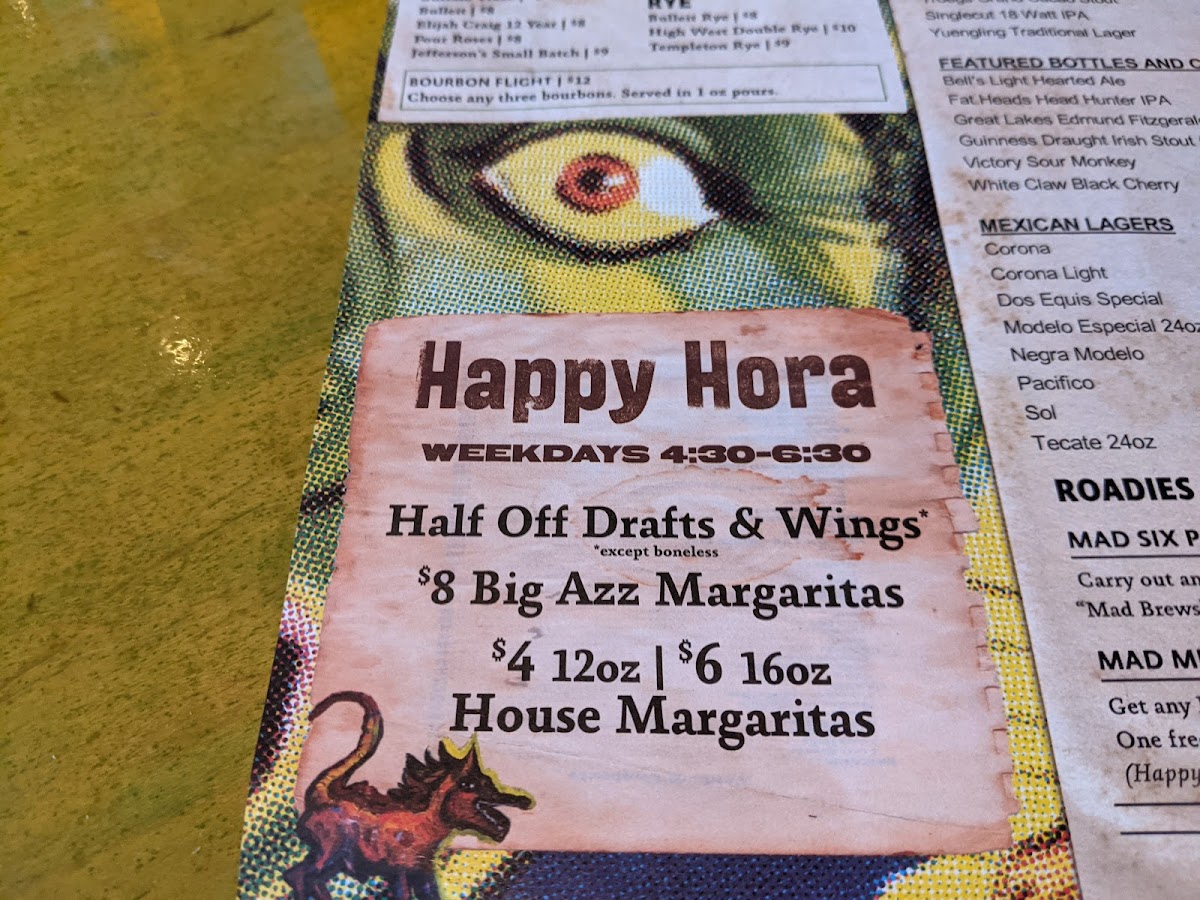 Bulleit | $8
Elijah Craig 12 Year | $8
Four Roses | $8
Jefferson's Small Batch | $9
BOURBON FLIGHT | $12
Choose any three bourbons. Served in 1 oz pours.
RYE
Bulleit Rye | $8
High West Double Rye | $10
Templeton Rye | $9
Happy Hora
WEEKDAYS 4:30-6:30
Half Off Drafts & Wings*
*except boneless
$8 Big Azz Margaritas
$4 12oz | $6 16oz
House Margaritas
Singlecut 18 Watt IPA
Yuengling Traditional Lager
FEATURED BOTTLES AND C
Bell's Light Hearted Ale
Fat Heads Head Hunter IPA
Great Lakes Edmund Fitzgeral
Guinness Draught Irish Stout
Victory Sour Monkey
White Claw Black Cherry
MEXICAN LAGERS
Corona
Corona Light
Dos Equis Special
Modelo Especial 24oz
Negra Modelo
Pacifico
Sol
Tecate 24oz
ROADIES
MAD SIX P
Carry out an
"Mad Brews
MAD M
Get any
One fre
(Happy